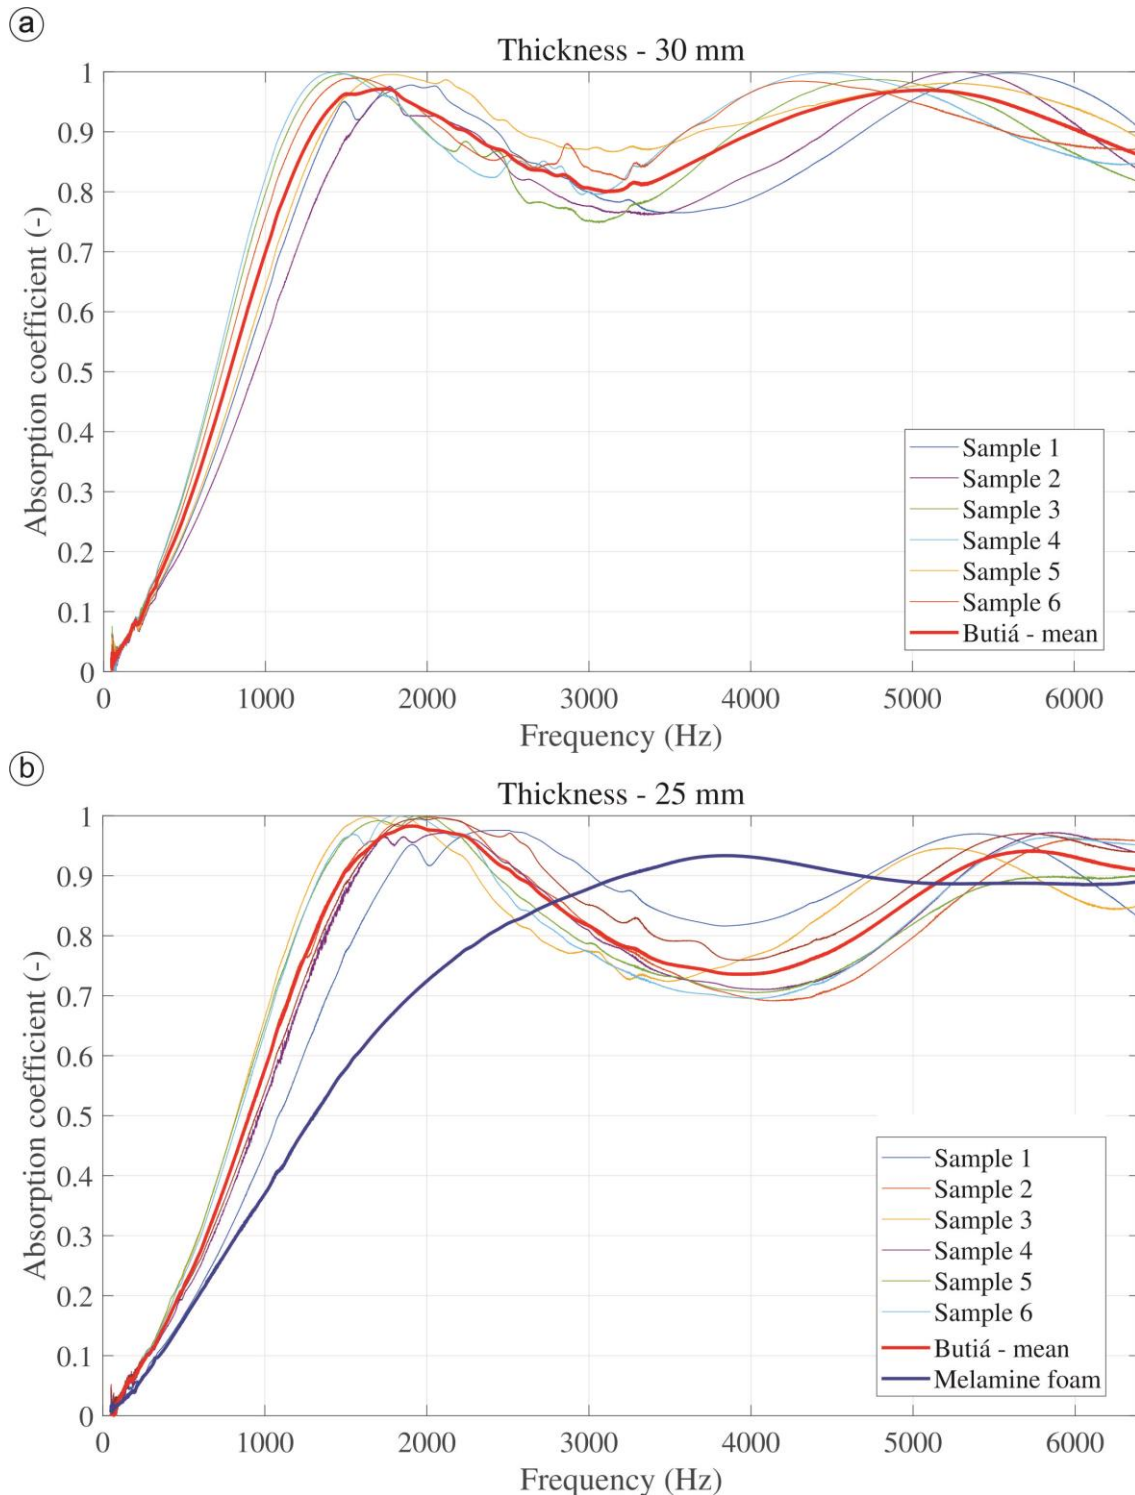 a
Thickness - 30 mm
1
0.9
0.8
0.7
0.6
0.5
0.4
0.3
0.2
0.1
0
Absorption coefficient (-)
Sample 1
Sample 2
Sample 3
Sample 4
Sample 5
Sample 6
Butiá - mean
0 1000 2000 3000 4000 5000 6000
Frequency (Hz)
b
Thickness - 25 mm
1
0.9
0.8
0.7
0.6
0.5
0.4
0.3
0.2
0.1
0
Absorption coefficient (-)
Sample 1
Sample 2
Sample 3
Sample 4
Sample 5
Sample 6
Butiá - mean
Melamine foam
0 1000 2000 3000 4000 5000 6000
Frequency (Hz)